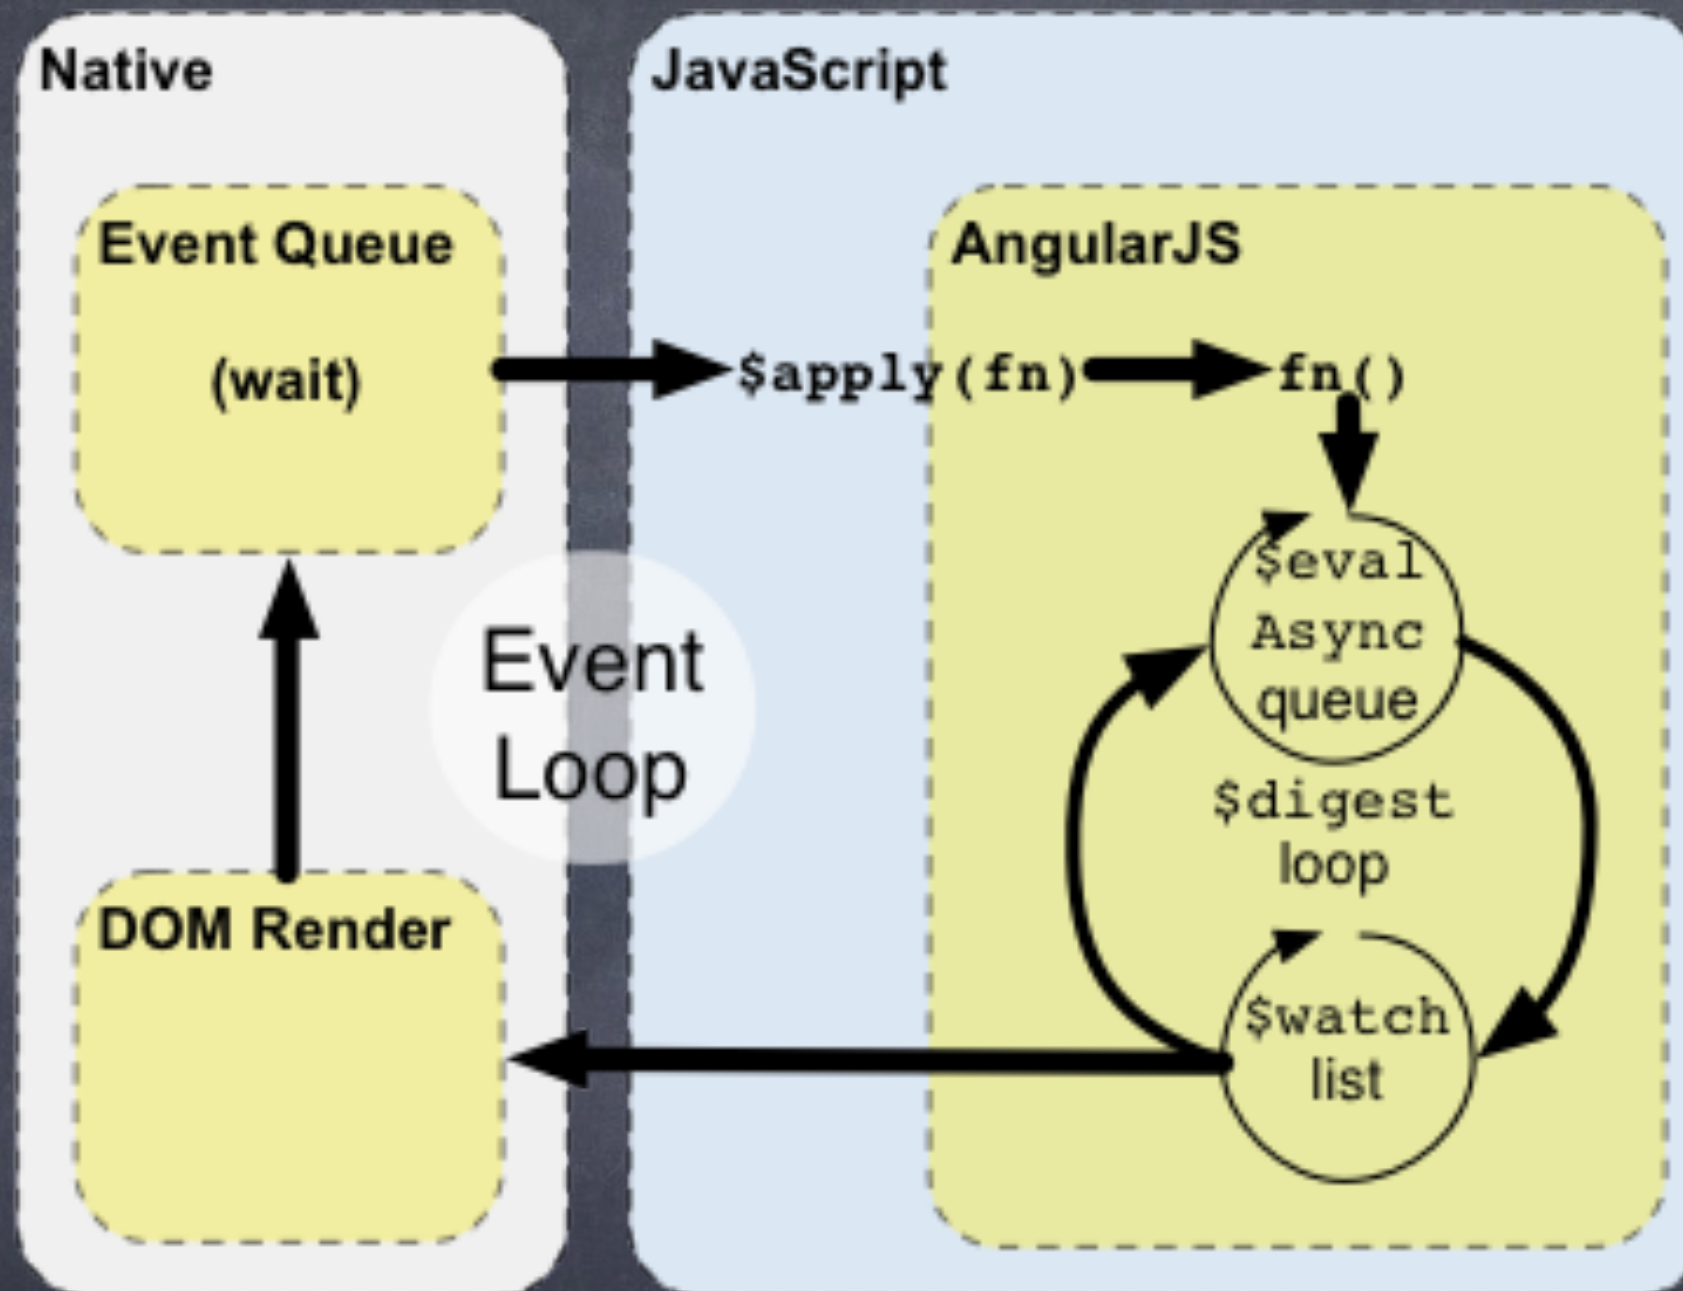 Native
JavaScript
Event Queue
(wait)
AngularJS
$apply(fn)
fn()
$eval
Async
queue
Event
Loop
$digest
loop
DOM Render
$watch
list